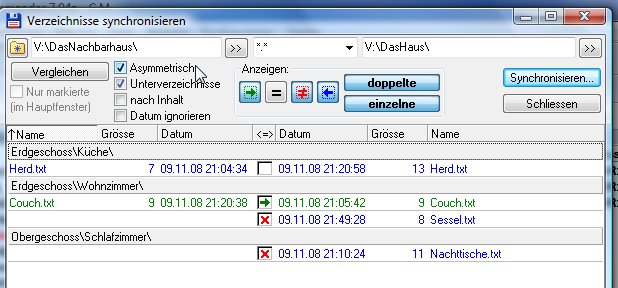 Verzeichnisse synchronisieren
V:\DasNachbarhaus\ >> *.* V:\DasHaus\ >>
Vergleichen
Nur markierte
(im Hauptfenster)
Asymmetrisch
Unterverzeichnisse
nach Inhalt
Datum ignorieren
Anzeigen:
=
doppelte
einzelne
Synchronisieren...
Schliessen
↑Name Grösse Datum <=> Datum Grösse Name
Erdgeschoss\Küche\
Herd.txt 7 09.11.08 21:04:34 09.11.08 21:20:58 13 Herd.txt
Erdgeschoss\Wohnzimmer\
Couch.txt 9 09.11.08 21:20:38 09.11.08 21:05:42 9 Couch.txt
09.11.08 21:49:28 8 Sessel.txt
Obergeschoss\Schlafzimmer\
09.11.08 21:10:24 11 Nachttische.txt